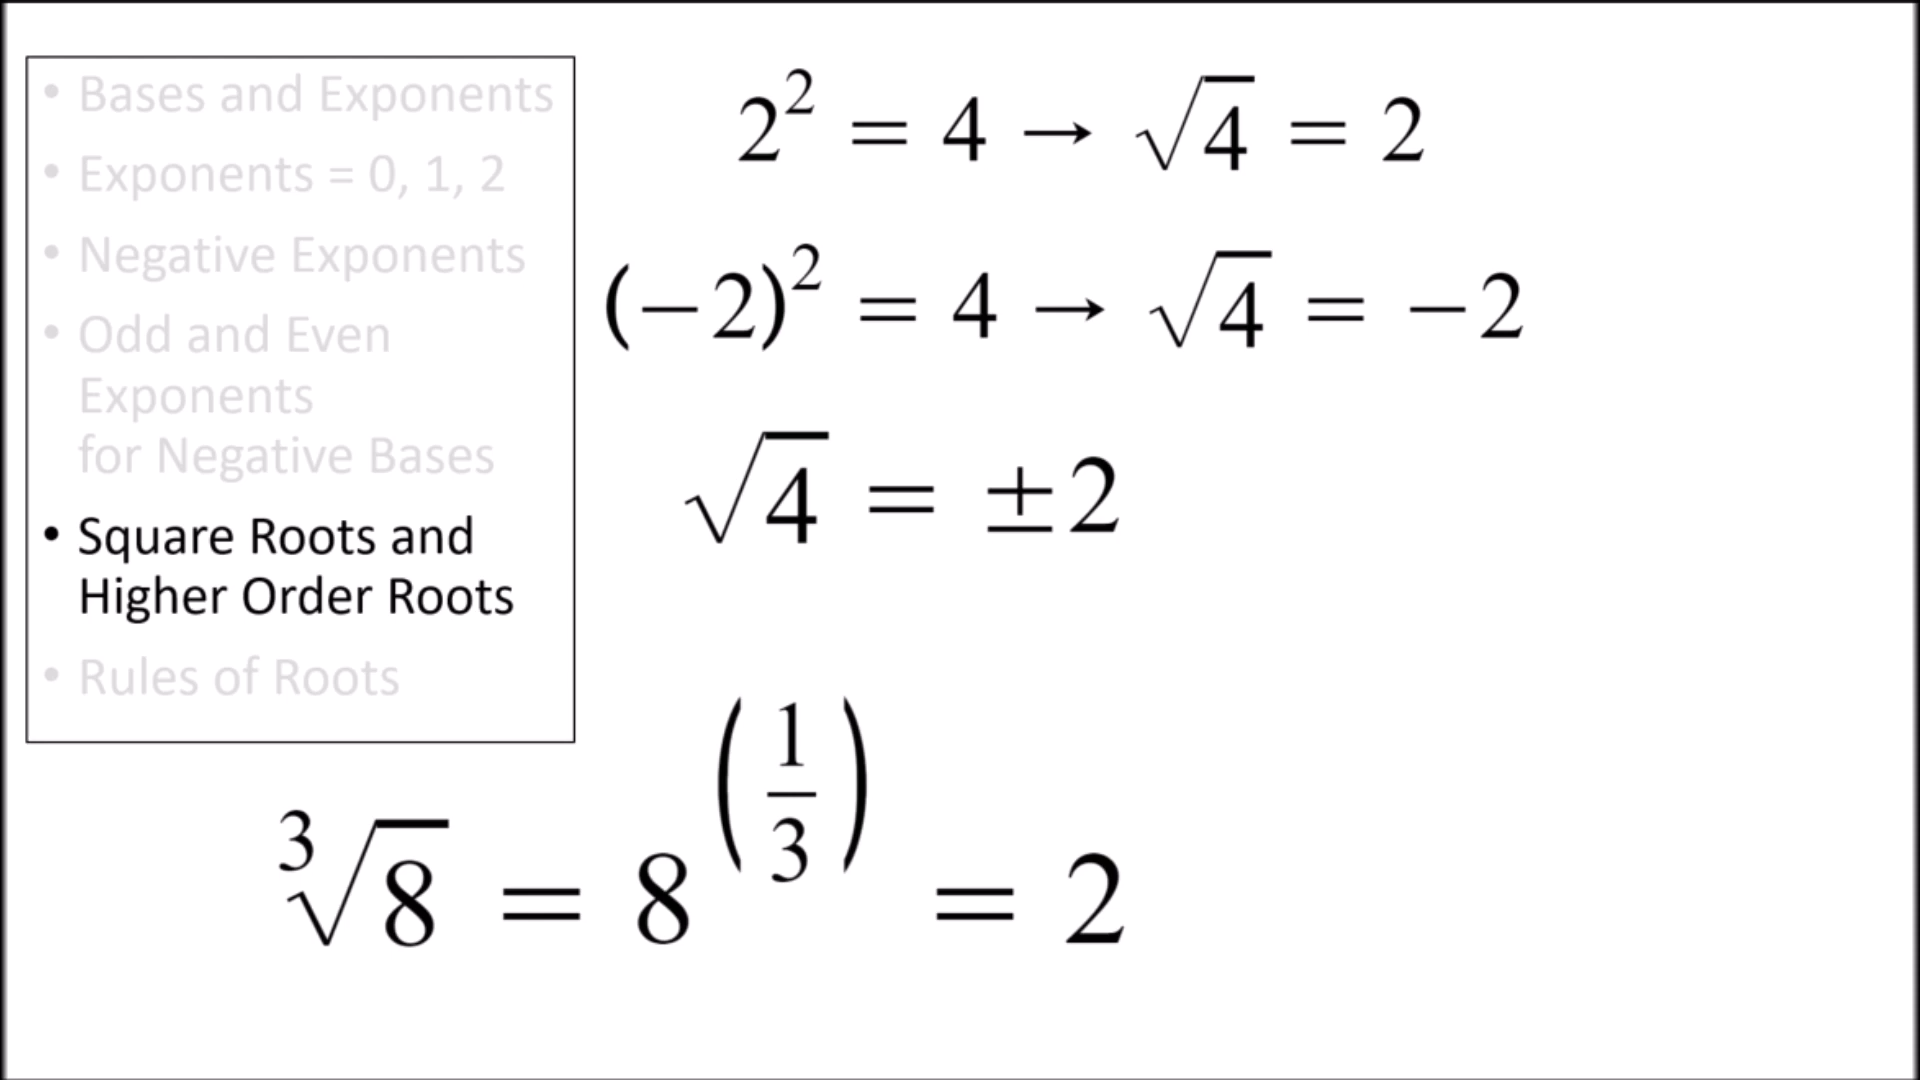 • Bases and Exponents
• Exponents = 0, 1, 2
• Negative Exponents
• Odd and Even
Exponents
for Negative Bases
• Square Roots and
Higher Order Roots
• Rules of Roots
2² = 4 → √4 = 2
(−2)² = 4 → √4 = −2
√4 = ±2
∛8 = 8^(1/3) = 2